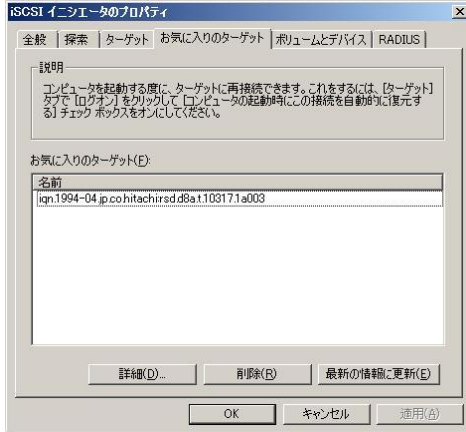 iSCSI イニシエータのプロパティ
全般 探索 ターゲット お気に入りのターゲット ボリュームとデバイス RADIUS
説明
コンピュータを起動する度に、ターゲットに再接続できます。これをするには、[ターゲット]
タブで [ログオン] をクリックして [コンピュータの起動時にこの接続を自動的に復元す
る] チェック ボックスをオンにしてください。
お気に入りのターゲット(F):
名前
iqn.1994-04.jp.co.hitachi:rsd.d8a.t.10317.1a003
詳細(D)... 削除(R) 最新の情報に更新(E)
OK キャンセル 適用(A)